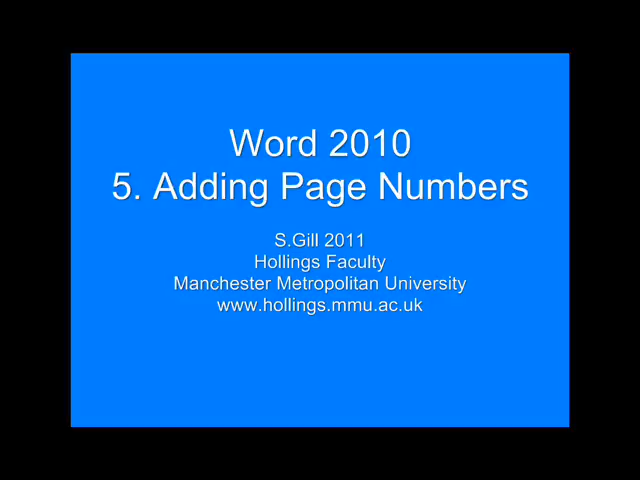 Word 2010
5. Adding Page Numbers
S.Gill 2011
Hollings Faculty
Manchester Metropolitan University
www.hollings.mmu.ac.uk